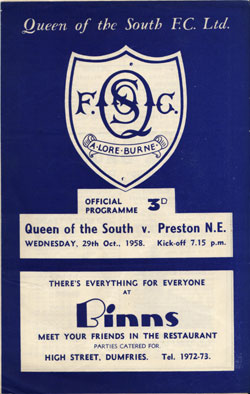 Queen of the South F.C. Ltd.
F. QOS C.
A·LORE·BURNE
OFFICIAL
PROGRAMME 3D
Queen of the South v. Preston N.E.
WEDNESDAY, 29th Oct., 1958. Kick-off 7.15 p.m.
THERE'S EVERYTHING FOR EVERYONE
AT
Binns
MEET YOUR FRIENDS IN THE RESTAURANT
PARTIES CATERED FOR
HIGH STREET, DUMFRIES. Tel. 1972-73.